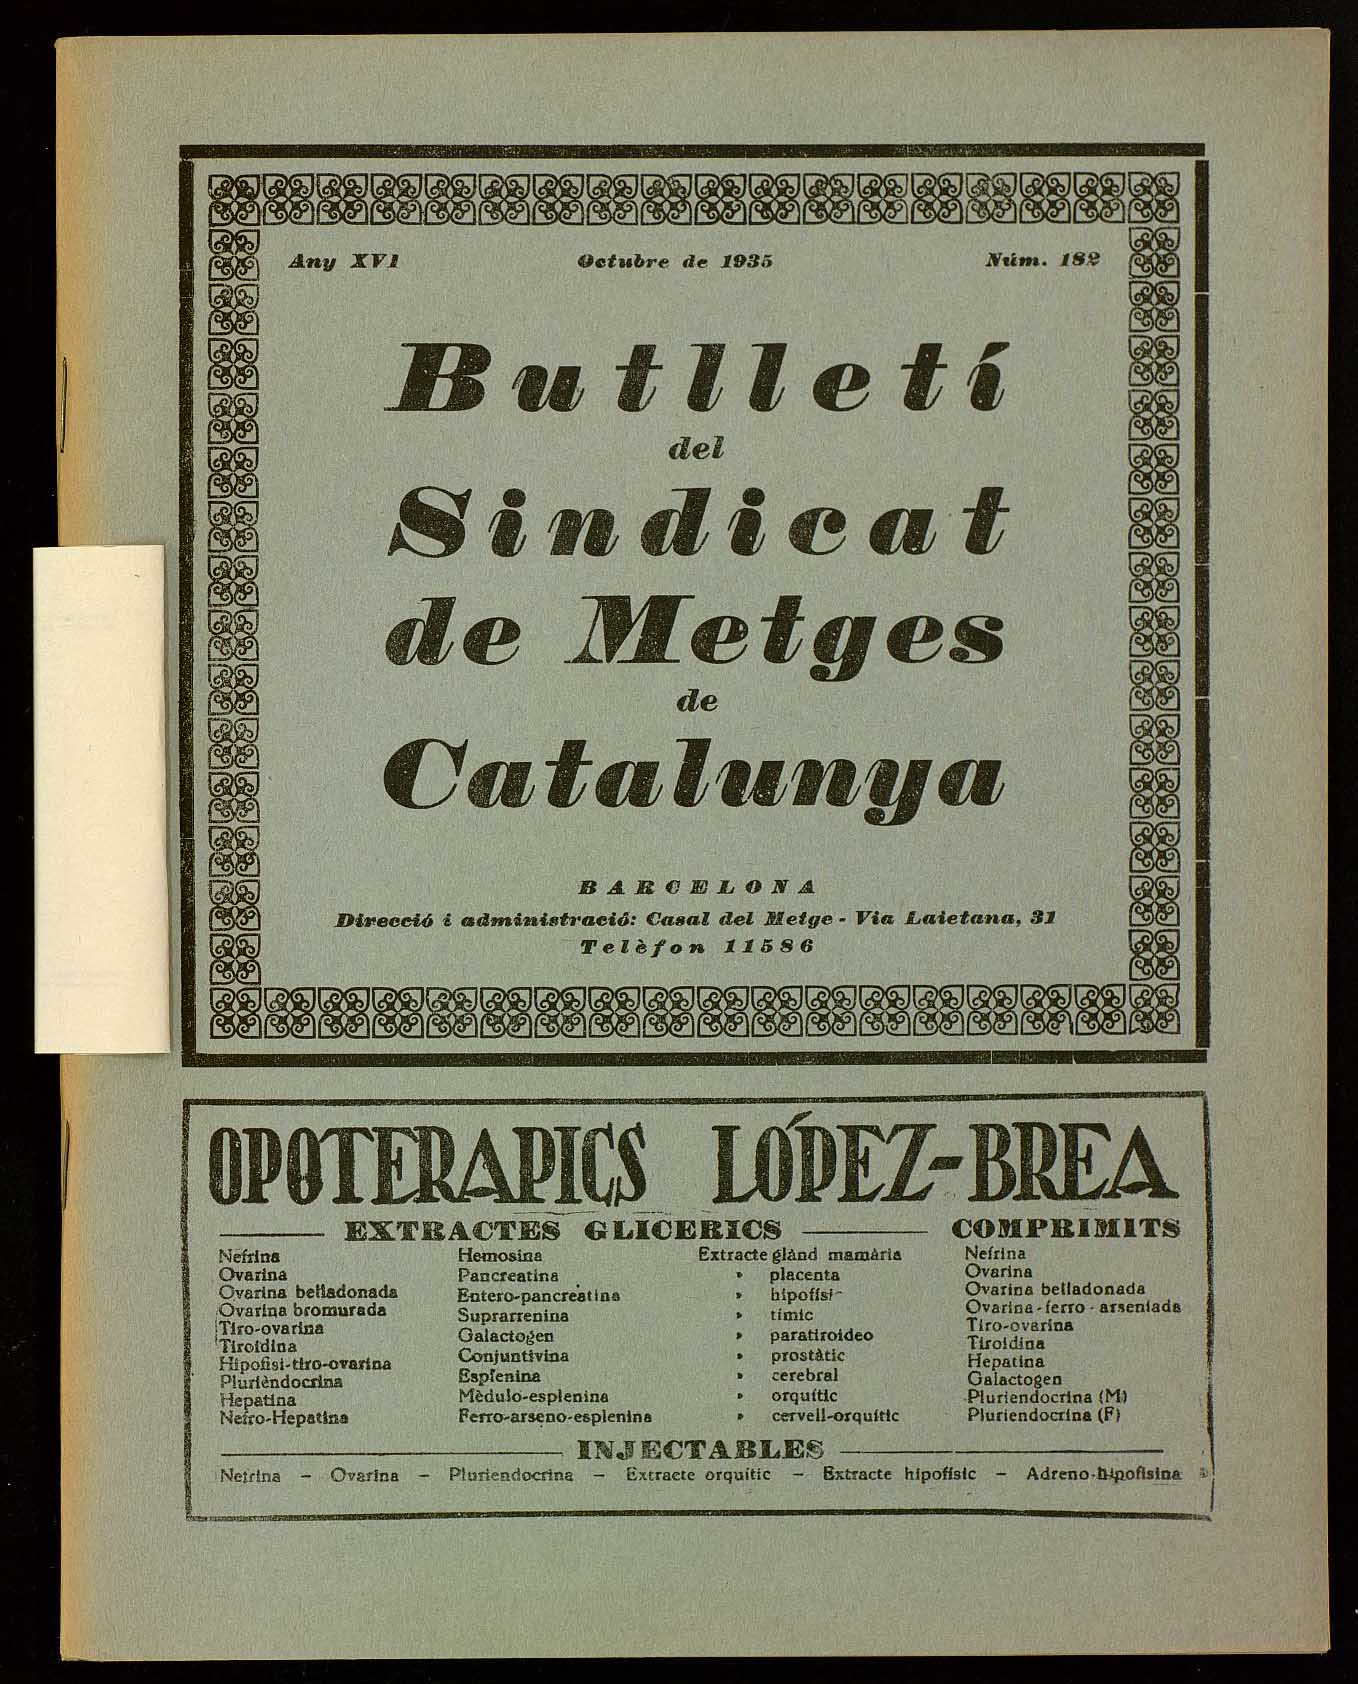 Any XVI Octubre de 1935 Núm. 182
Butlletí
del
Sindicat
de Metges
de
Catalunya
BARCELONA
Direcció i administració: Casal del Metge - Via Laietana, 31
Telèfon 11586
OPOTERAPICS LÓPEZ-BREA
EXTRACTES GLICERICS
Nefrina
Ovarina
Ovarina belladonada
Ovarina bromurada
Tiro-ovarina
Tiroidina
Hipofisi-tiro-ovarina
Pluriéndocrina
Hepatina
Nefro-Hepatina
Hemosina
Pancreatina
Entero-pancreatina
Suprarrenina
Galactogen
Conjuntivina
Esplenina
Mèdulo-esplenina
Ferro-arseno-esplenina
Extracte glànd mamària
» placenta
» hipofísi
» tímic
» paratiroideo
» prostàtic
» cerebral
» orquític
» cervell-orquític
COMPRIMITS
Nefrina
Ovarina
Ovarina belladonada
Ovarina-ferro-arseniada
Tiro-ovarina
Tiroidina
Hepatina
Galactogen
Pluriendocrina (M)
Pluriendocrina (F)
INJECTABLES
Nefrina – Ovarina – Pluriendocrina – Extracte orquític – Extracte hipofísic – Adreno-hipofisina